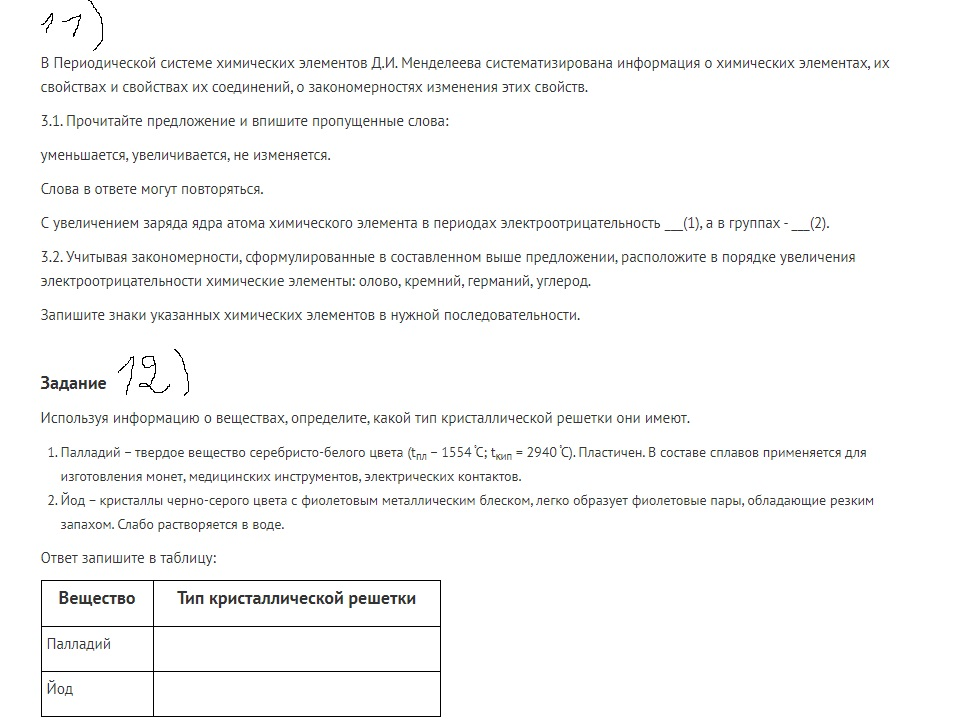 11)
В Периодической системе химических элементов Д.И. Менделеева систематизирована информация о химических элементах, их
свойствах и свойствах их соединений, о закономерностях изменения этих свойств.
3.1. Прочитайте предложение и впишите пропущенные слова:
уменьшается, увеличивается, не изменяется.
Слова в ответе могут повторяться.
С увеличением заряда ядра атома химического элемента в периодах электроотрицательность ___(1), а в группах - ___(2).
3.2. Учитывая закономерности, сформулированные в составленном выше предложении, расположите в порядке увеличения
электроотрицательности химические элементы: олово, кремний, германий, углерод.
Запишите знаки указанных химических элементов в нужной последовательности.
Задание 12)
Используя информацию о веществах, определите, какой тип кристаллической решетки они имеют.
1. Палладий – твердое вещество серебристо-белого цвета (tпл – 1554 ˚С; tкип = 2940 ˚С). Пластичен. В составе сплавов применяется для
изготовления монет, медицинских инструментов, электрических контактов.
2. Йод – кристаллы черно-серого цвета с фиолетовым металлическим блеском, легко образует фиолетовые пары, обладающие резким
запахом. Слабо растворяется в воде.
Ответ запишите в таблицу:
Вещество Тип кристаллической решетки
Палладий
Йод